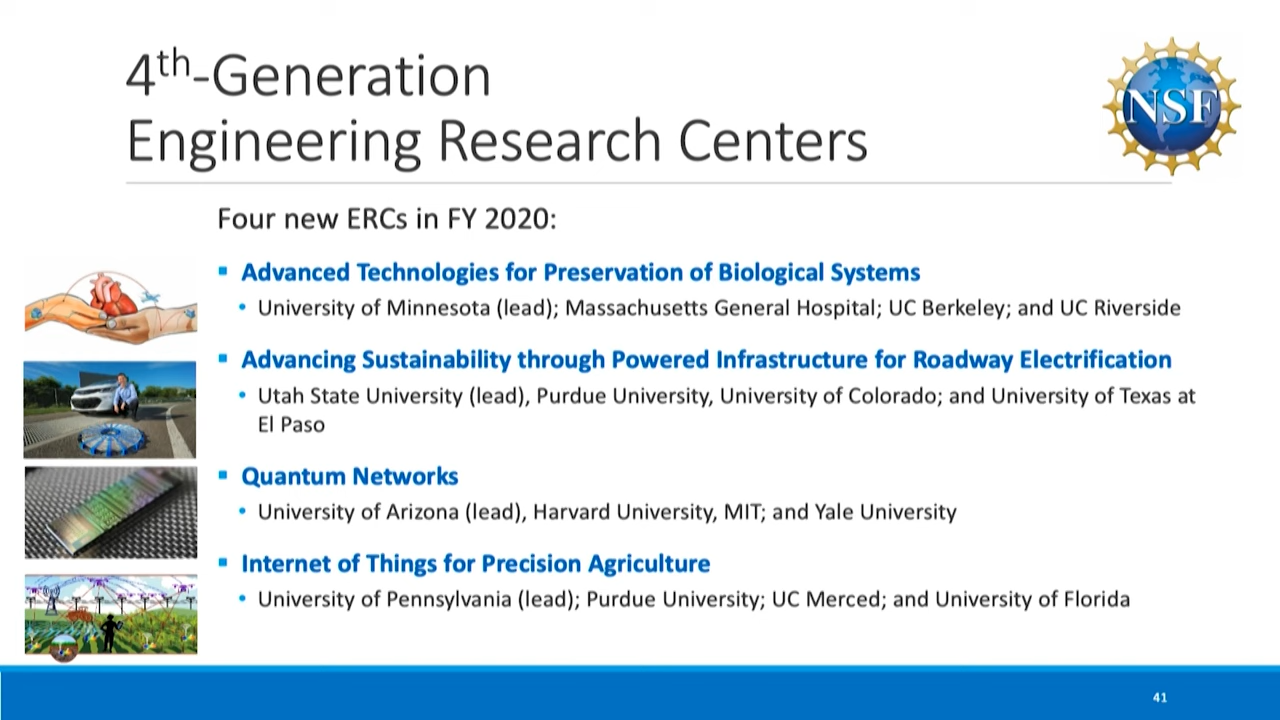 4th-Generation
Engineering Research Centers
NSF
Four new ERCs in FY 2020:
▪ Advanced Technologies for Preservation of Biological Systems
• University of Minnesota (lead); Massachusetts General Hospital; UC Berkeley; and UC Riverside
▪ Advancing Sustainability through Powered Infrastructure for Roadway Electrification
• Utah State University (lead), Purdue University, University of Colorado; and University of Texas at
El Paso
▪ Quantum Networks
• University of Arizona (lead), Harvard University, MIT; and Yale University
▪ Internet of Things for Precision Agriculture
• University of Pennsylvania (lead); Purdue University; UC Merced; and University of Florida
41